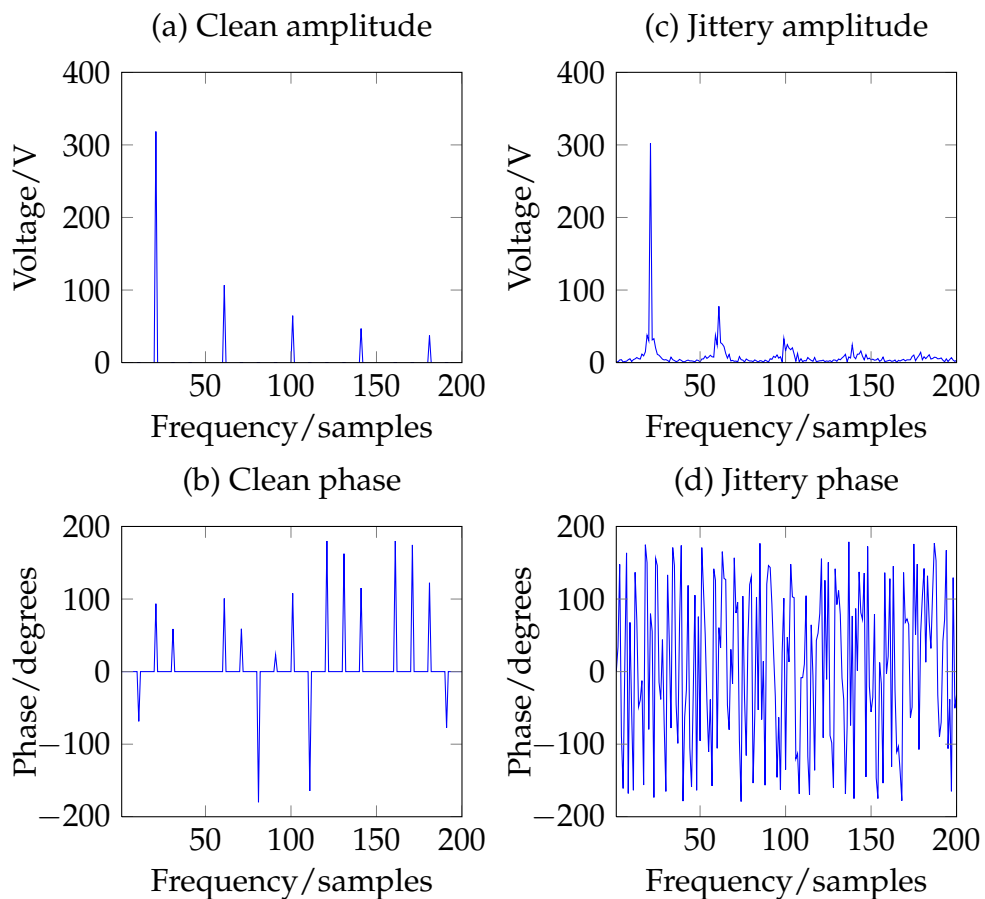 (a) Clean amplitude
400
300
200
100
0
Voltage/V
50 100 150 200
Frequency/samples
(c) Jittery amplitude
400
300
200
100
0
Voltage/V
50 100 150 200
Frequency/samples
(b) Clean phase
200
100
0
−100
−200
Phase/degrees
50 100 150 200
Frequency/samples
(d) Jittery phase
200
100
0
−100
−200
Phase/degrees
50 100 150 200
Frequency/samples